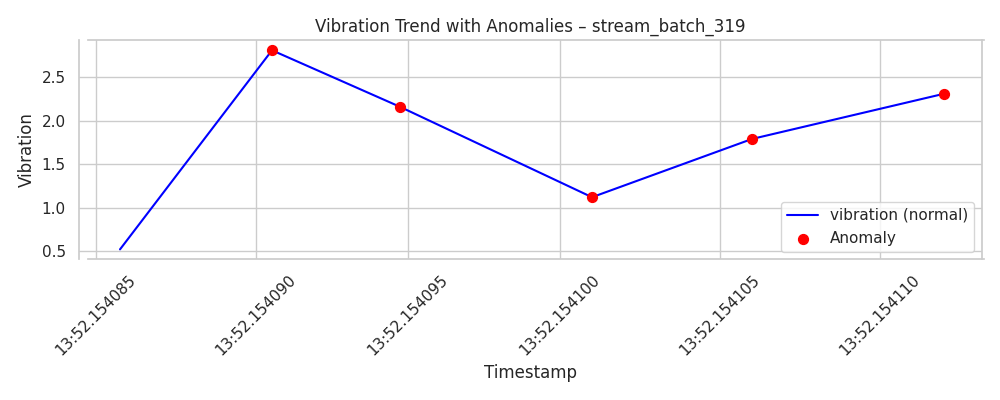 Vibration Trend with Anomalies – stream_batch_319
Vibration
2.5
2.0
1.5
1.0
0.5
vibration (normal)
Anomaly
13:52.154085
13:52.154090
13:52.154095
13:52.154100
13:52.154105
13:52.154110
Timestamp